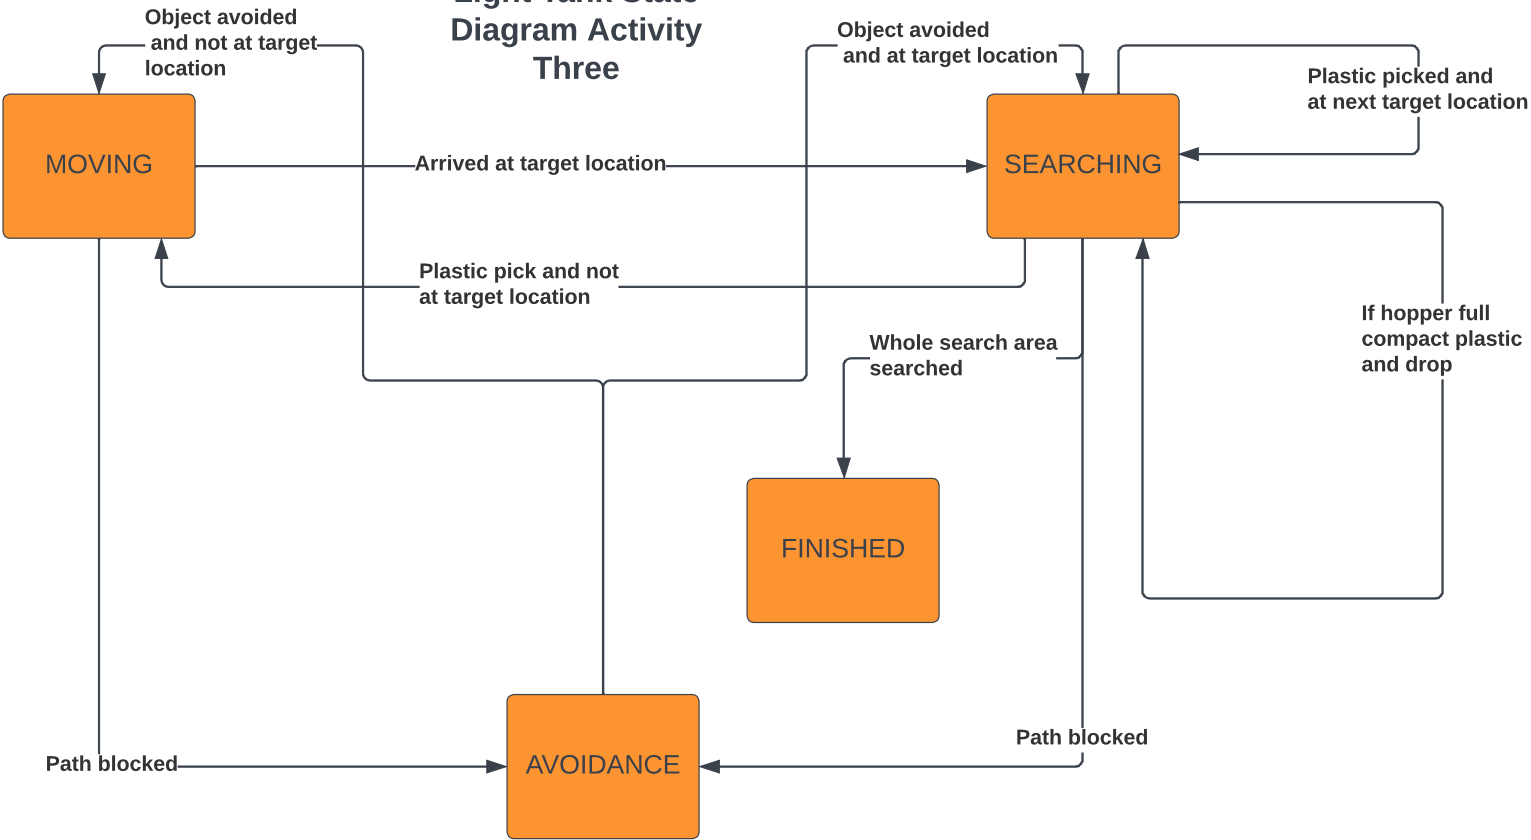 Diagram Activity
Three
Object avoided
and not at target
location
Object avoided
and at target location
Plastic picked and
at next target location
MOVING
Arrived at target location
SEARCHING
Plastic pick and not
at target location
If hopper full
compact plastic
and drop
Whole search area
searched
FINISHED
Path blocked
Path blocked
AVOIDANCE